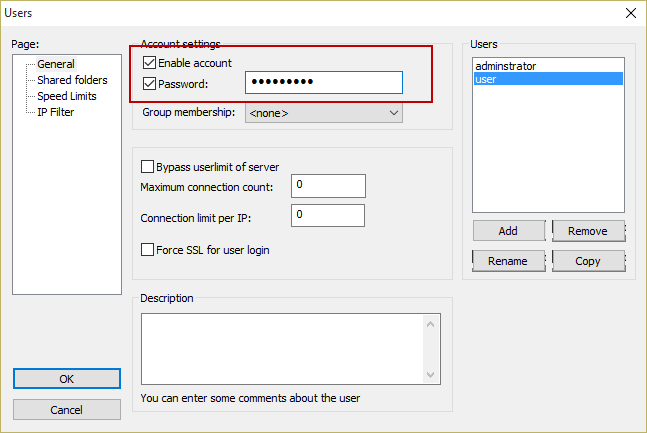 Users
Page:
General
Shared folders
Speed Limits
IP Filter
OK
Cancel
Account settings
Enable account
Password: •••••••••
Group membership: <none>
Bypass userlimit of server
Maximum connection count: 0
Connection limit per IP: 0
Force SSL for user login
Description
You can enter some comments about the user
Users
adminstrator
user
Add Remove
Rename Copy